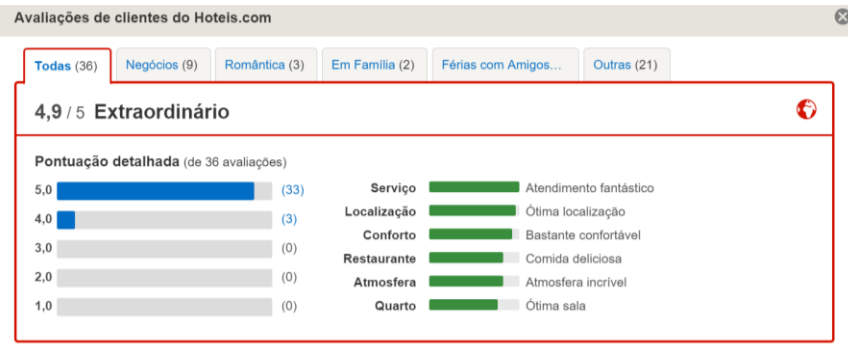 Avaliações de clientes do Hoteis.com
Todas (36)
Negócios (9)
Romântica (3)
Em Família (2)
Férias com Amigos...
Outras (21)
4,9 / 5 Extraordinário
Pontuação detalhada (de 36 avaliações)
5,0 (33)
4,0 (3)
3,0 (0)
2,0 (0)
1,0 (0)
Serviço Atendimento fantástico
Localização Ótima localização
Conforto Bastante confortável
Restaurante Comida deliciosa
Atmosfera Atmosfera incrível
Quarto Ótima sala